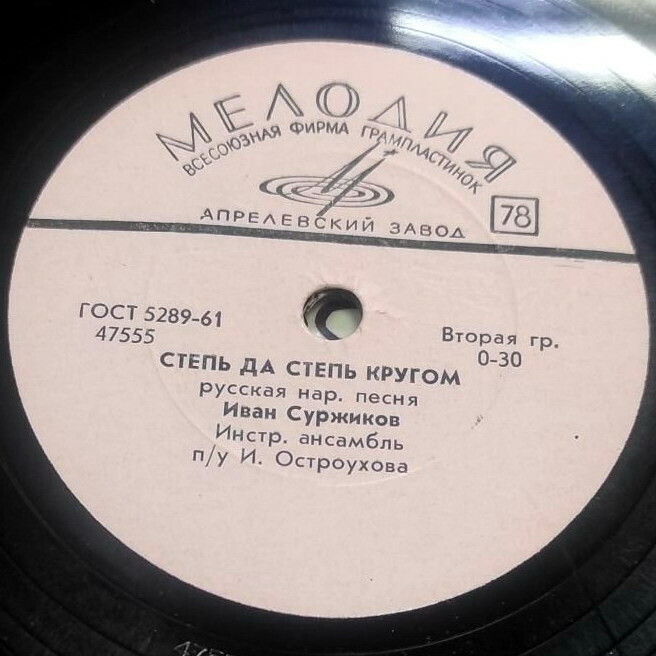 МЕЛОДИЯ
ВСЕСОЮЗНАЯ ФИРМА ГРАМПЛАСТИНОК
АПРЕЛЕВСКИЙ ЗАВОД
78
ГОСТ 5289-61
47555
Вторая гр.
0-30
СТЕПЬ ДА СТЕПЬ КРУГОМ
русская нар. песня
Иван Суржиков
Инстр. ансамбль
п/у И. Остроухова